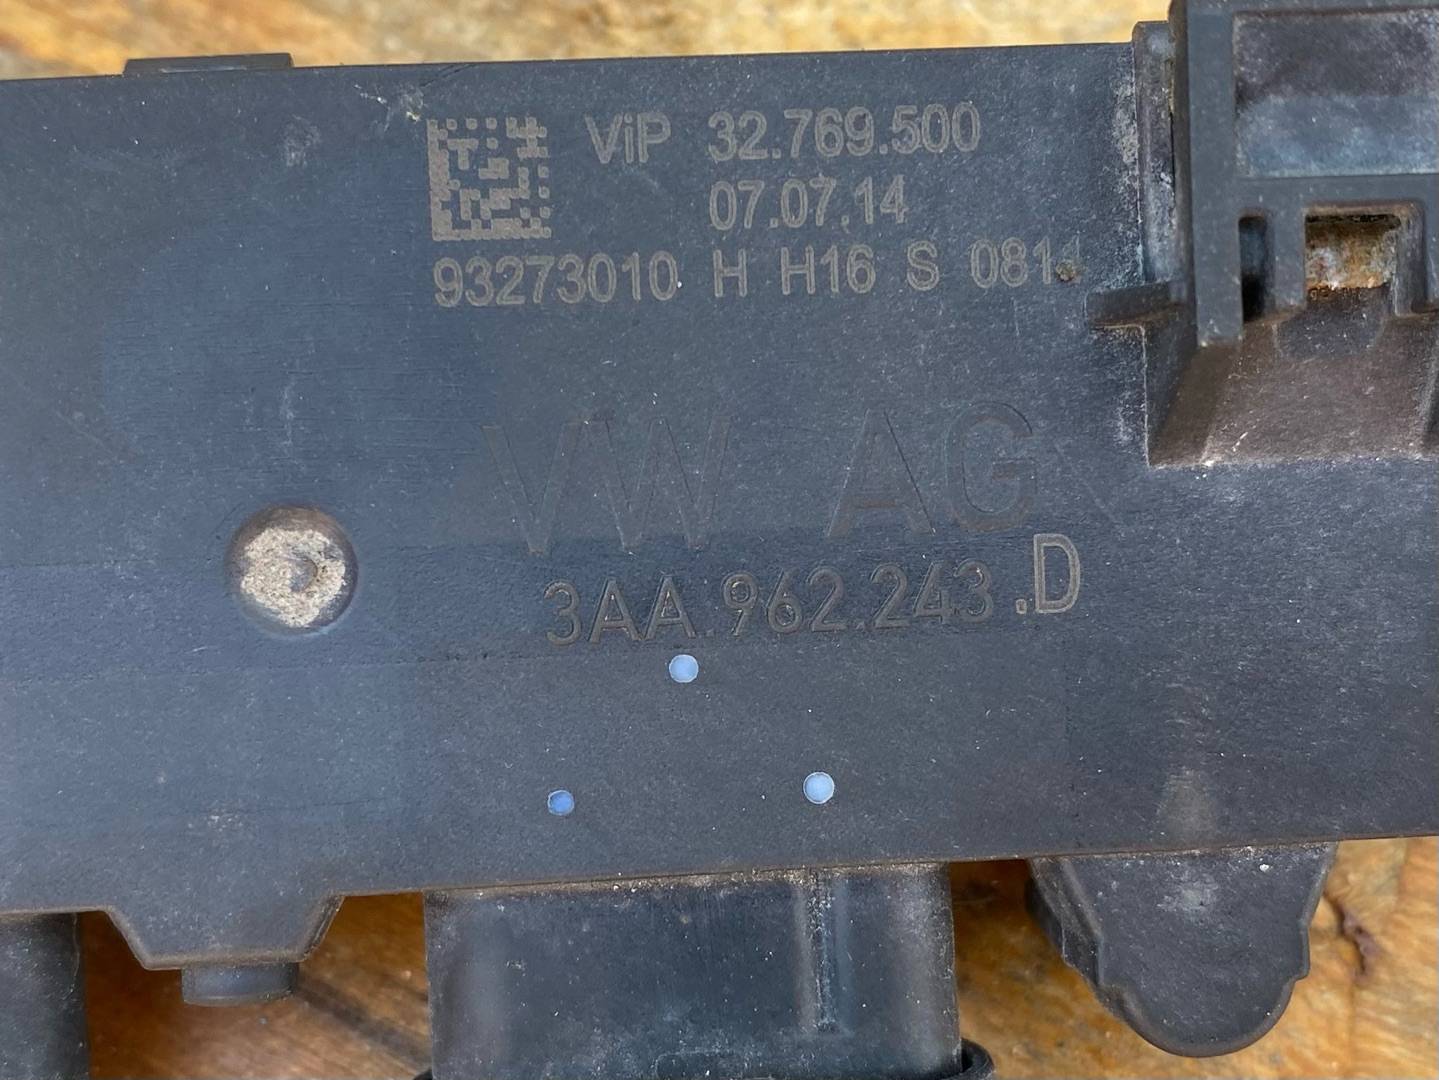 ViP 32.769.500
07.07.14
93273010 H H16 S 081
VW AG
3AA.962.243.D